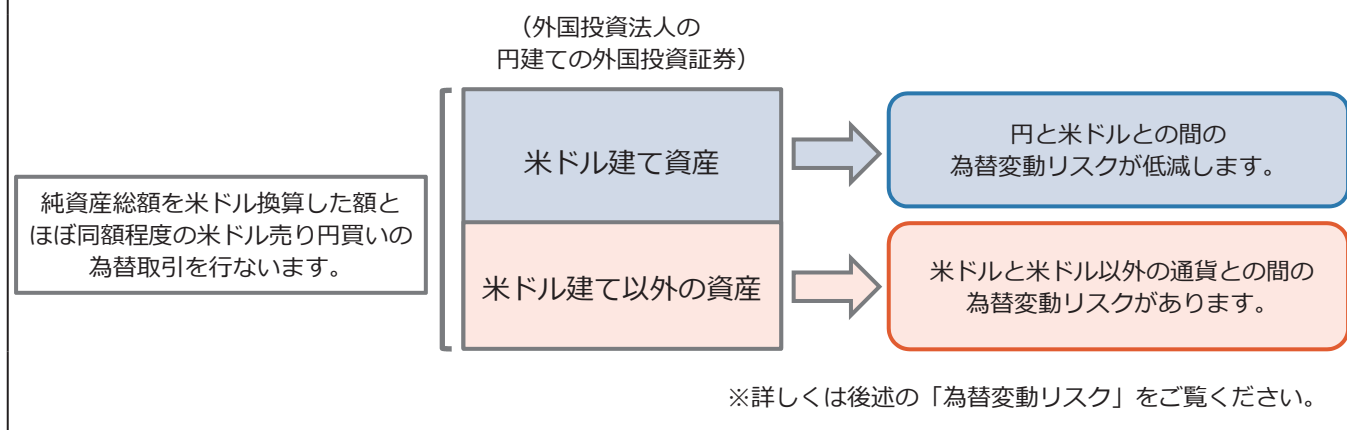 （外国投資法人の
円建ての外国投資証券）
純資産総額を米ドル換算した額と
ほぼ同額程度の米ドル売り円買いの
為替取引を行ないます。
米ドル建て資産
円と米ドルとの間の
為替変動リスクが低減します。
米ドル建て以外の資産
米ドルと米ドル以外の通貨との間の
為替変動リスクがあります。
※詳しくは後述の「為替変動リスク」をご覧ください。